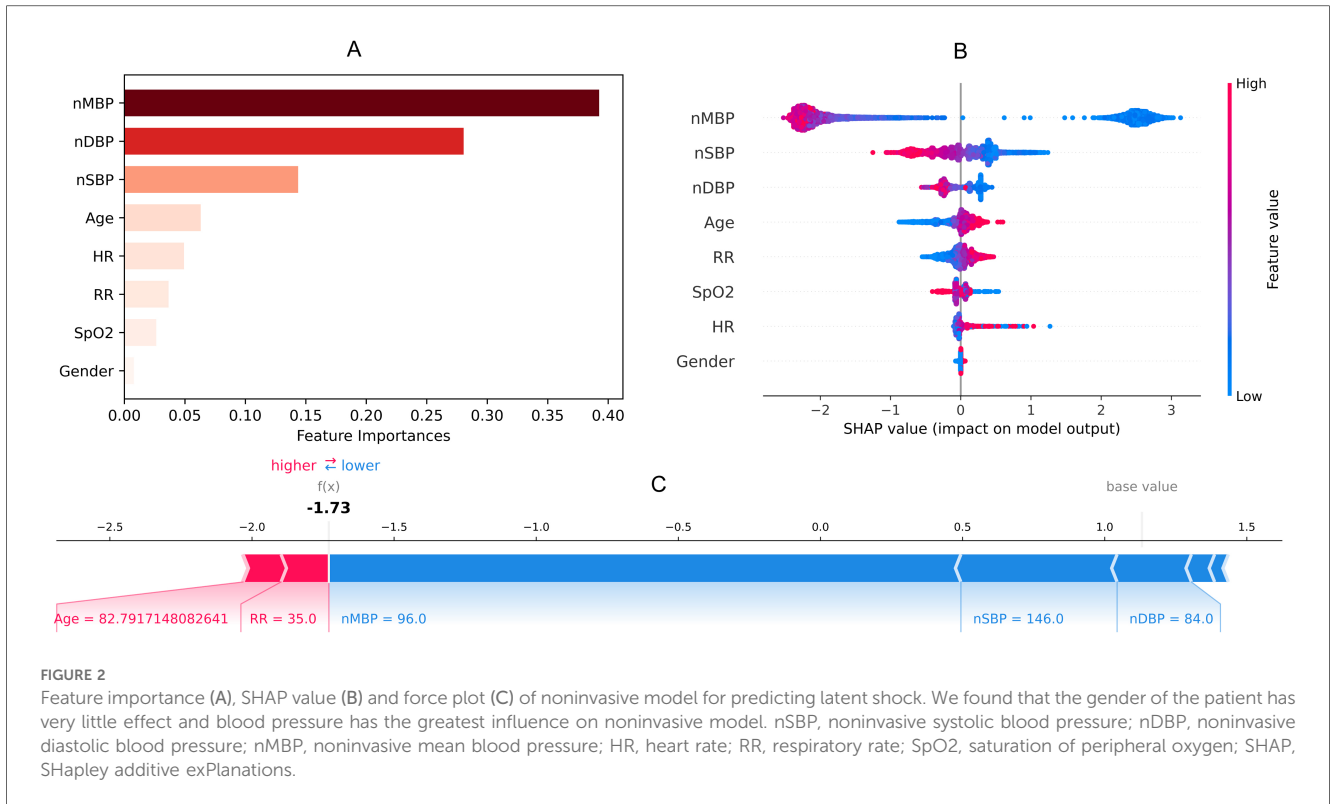 A
nMBP
nDBP
nSBP
Age
HR
RR
SpO2
Gender
0.00 0.05 0.10 0.15 0.20 0.25 0.30 0.35 0.40
Feature Importances
B
nMBP
nSBP
nDBP
Age
RR
SpO2
HR
Gender
−2 −1 0 1 2 3
SHAP value (impact on model output)
High
Feature value
Low
higher ⇄ lower
f(x)
-1.73
C
base value
−2.5 −2.0 −1.5 −1.0 −0.5 0.0 0.5 1.0 1.5
Age = 82.7917148082641 RR = 35.0 nMBP = 96.0 nSBP = 146.0 nDBP = 84.0
FIGURE 2
Feature importance (A), SHAP value (B) and force plot (C) of noninvasive model for predicting latent shock. We found that the gender of the patient has
very little effect and blood pressure has the greatest influence on noninvasive model. nSBP, noninvasive systolic blood pressure; nDBP, noninvasive
diastolic blood pressure; nMBP, noninvasive mean blood pressure; HR, heart rate; RR, respiratory rate; SpO2, saturation of peripheral oxygen; SHAP,
SHapley additive exPlanations.